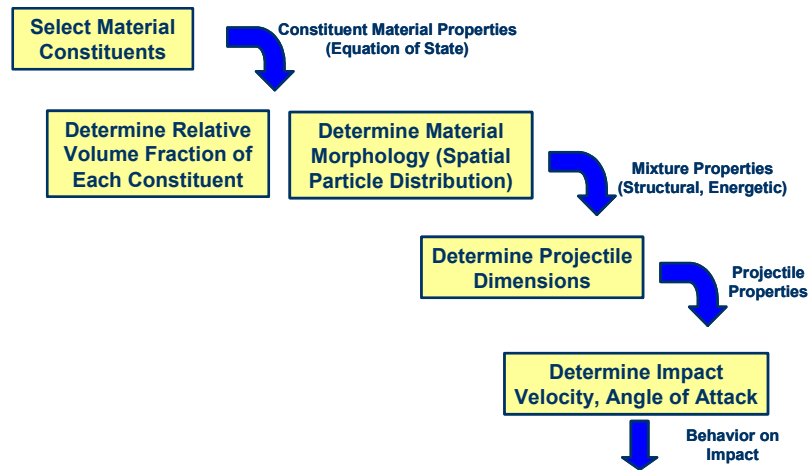 Select Material
Constituents
Constituent Material Properties
(Equation of State)
Determine Relative
Volume Fraction of
Each Constituent
Determine Material
Morphology (Spatial
Particle Distribution)
Mixture Properties
(Structural, Energetic)
Determine Projectile
Dimensions
Projectile
Properties
Determine Impact
Velocity, Angle of Attack
Behavior on
Impact